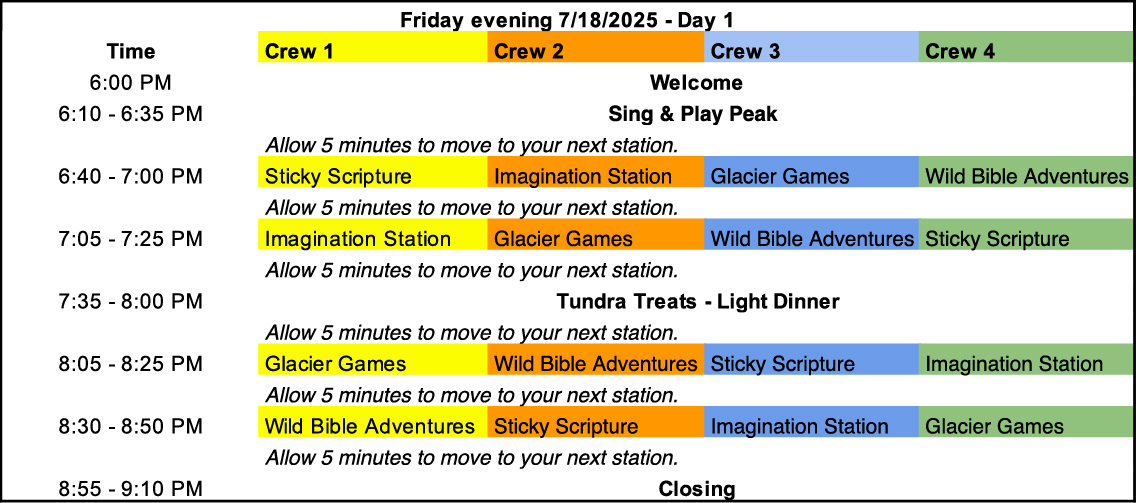 Friday evening 7/18/2025 - Day 1
Time Crew 1 Crew 2 Crew 3 Crew 4
6:00 PM Welcome
6:10 - 6:35 PM Sing & Play Peak
Allow 5 minutes to move to your next station.
6:40 - 7:00 PM Sticky Scripture Imagination Station Glacier Games Wild Bible Adventures
Allow 5 minutes to move to your next station.
7:05 - 7:25 PM Imagination Station Glacier Games Wild Bible Adventures Sticky Scripture
Allow 5 minutes to move to your next station.
7:35 - 8:00 PM Tundra Treats - Light Dinner
Allow 5 minutes to move to your next station.
8:05 - 8:25 PM Glacier Games Wild Bible Adventures Sticky Scripture Imagination Station
Allow 5 minutes to move to your next station.
8:30 - 8:50 PM Wild Bible Adventures Sticky Scripture Imagination Station Glacier Games
Allow 5 minutes to move to your next station.
8:55 - 9:10 PM Closing